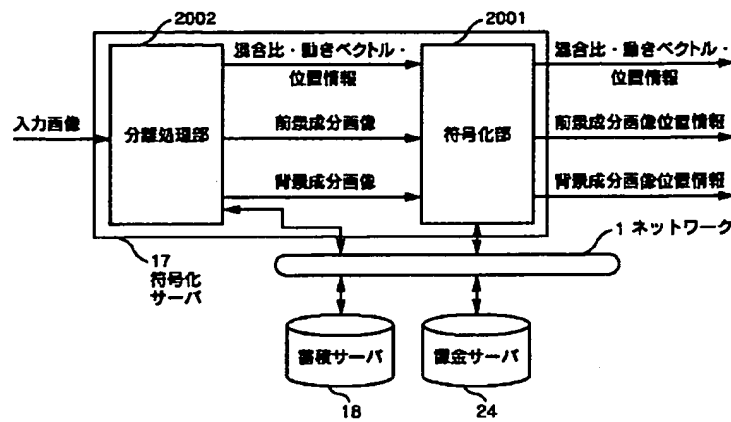 2002
2001
混合比・動きベクトル・
位置情報
混合比・動きベクトル・
位置情報
入力画像
分離処理部
前景成分画像
符号化部
前景成分画像位置情報
背景成分画像
背景成分画像位置情報
17
符号化
サーバ
1 ネットワーク
蓄積サーバ
課金サーバ
18
24